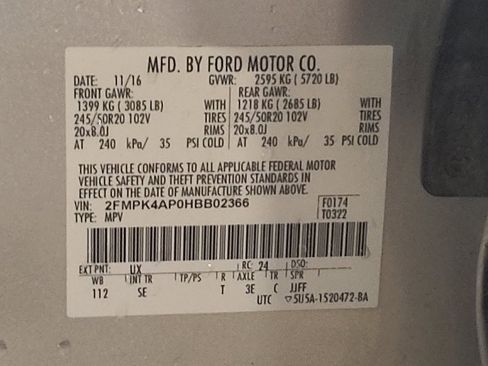 MFD. BY FORD MOTOR CO.
DATE: 11/16 GVWR: 2595 KG ( 5720 LB)
FRONT GAWR: REAR GAWR:
1399 KG ( 3085 LB) WITH 1218 KG ( 2685 LB) WITH
245/50R20 102V TIRES 245/50R20 102V TIRES
20x8.0J RIMS 20x8.0J RIMS
AT 240 kPa/ 35 PSI COLD AT 240 kPa/ 35 PSI COLD
THIS VEHICLE CONFORMS TO ALL APPLICABLE FEDERAL MOTOR
VEHICLE SAFETY AND THEFT PREVENTION STANDARDS IN
EFFECT ON THE DATE OF MANUFACTURE SHOWN ABOVE.
VIN: 2FMPK4AP0HBB02366 F0174
TYPE: MPV T0322
EXT PNT: UX RC: 24 DSO:
WB INT TR TP/PS R AXLE TR SPR
112 SE T 3E C JJFF
UTC ▽5U5A-1520472-BA